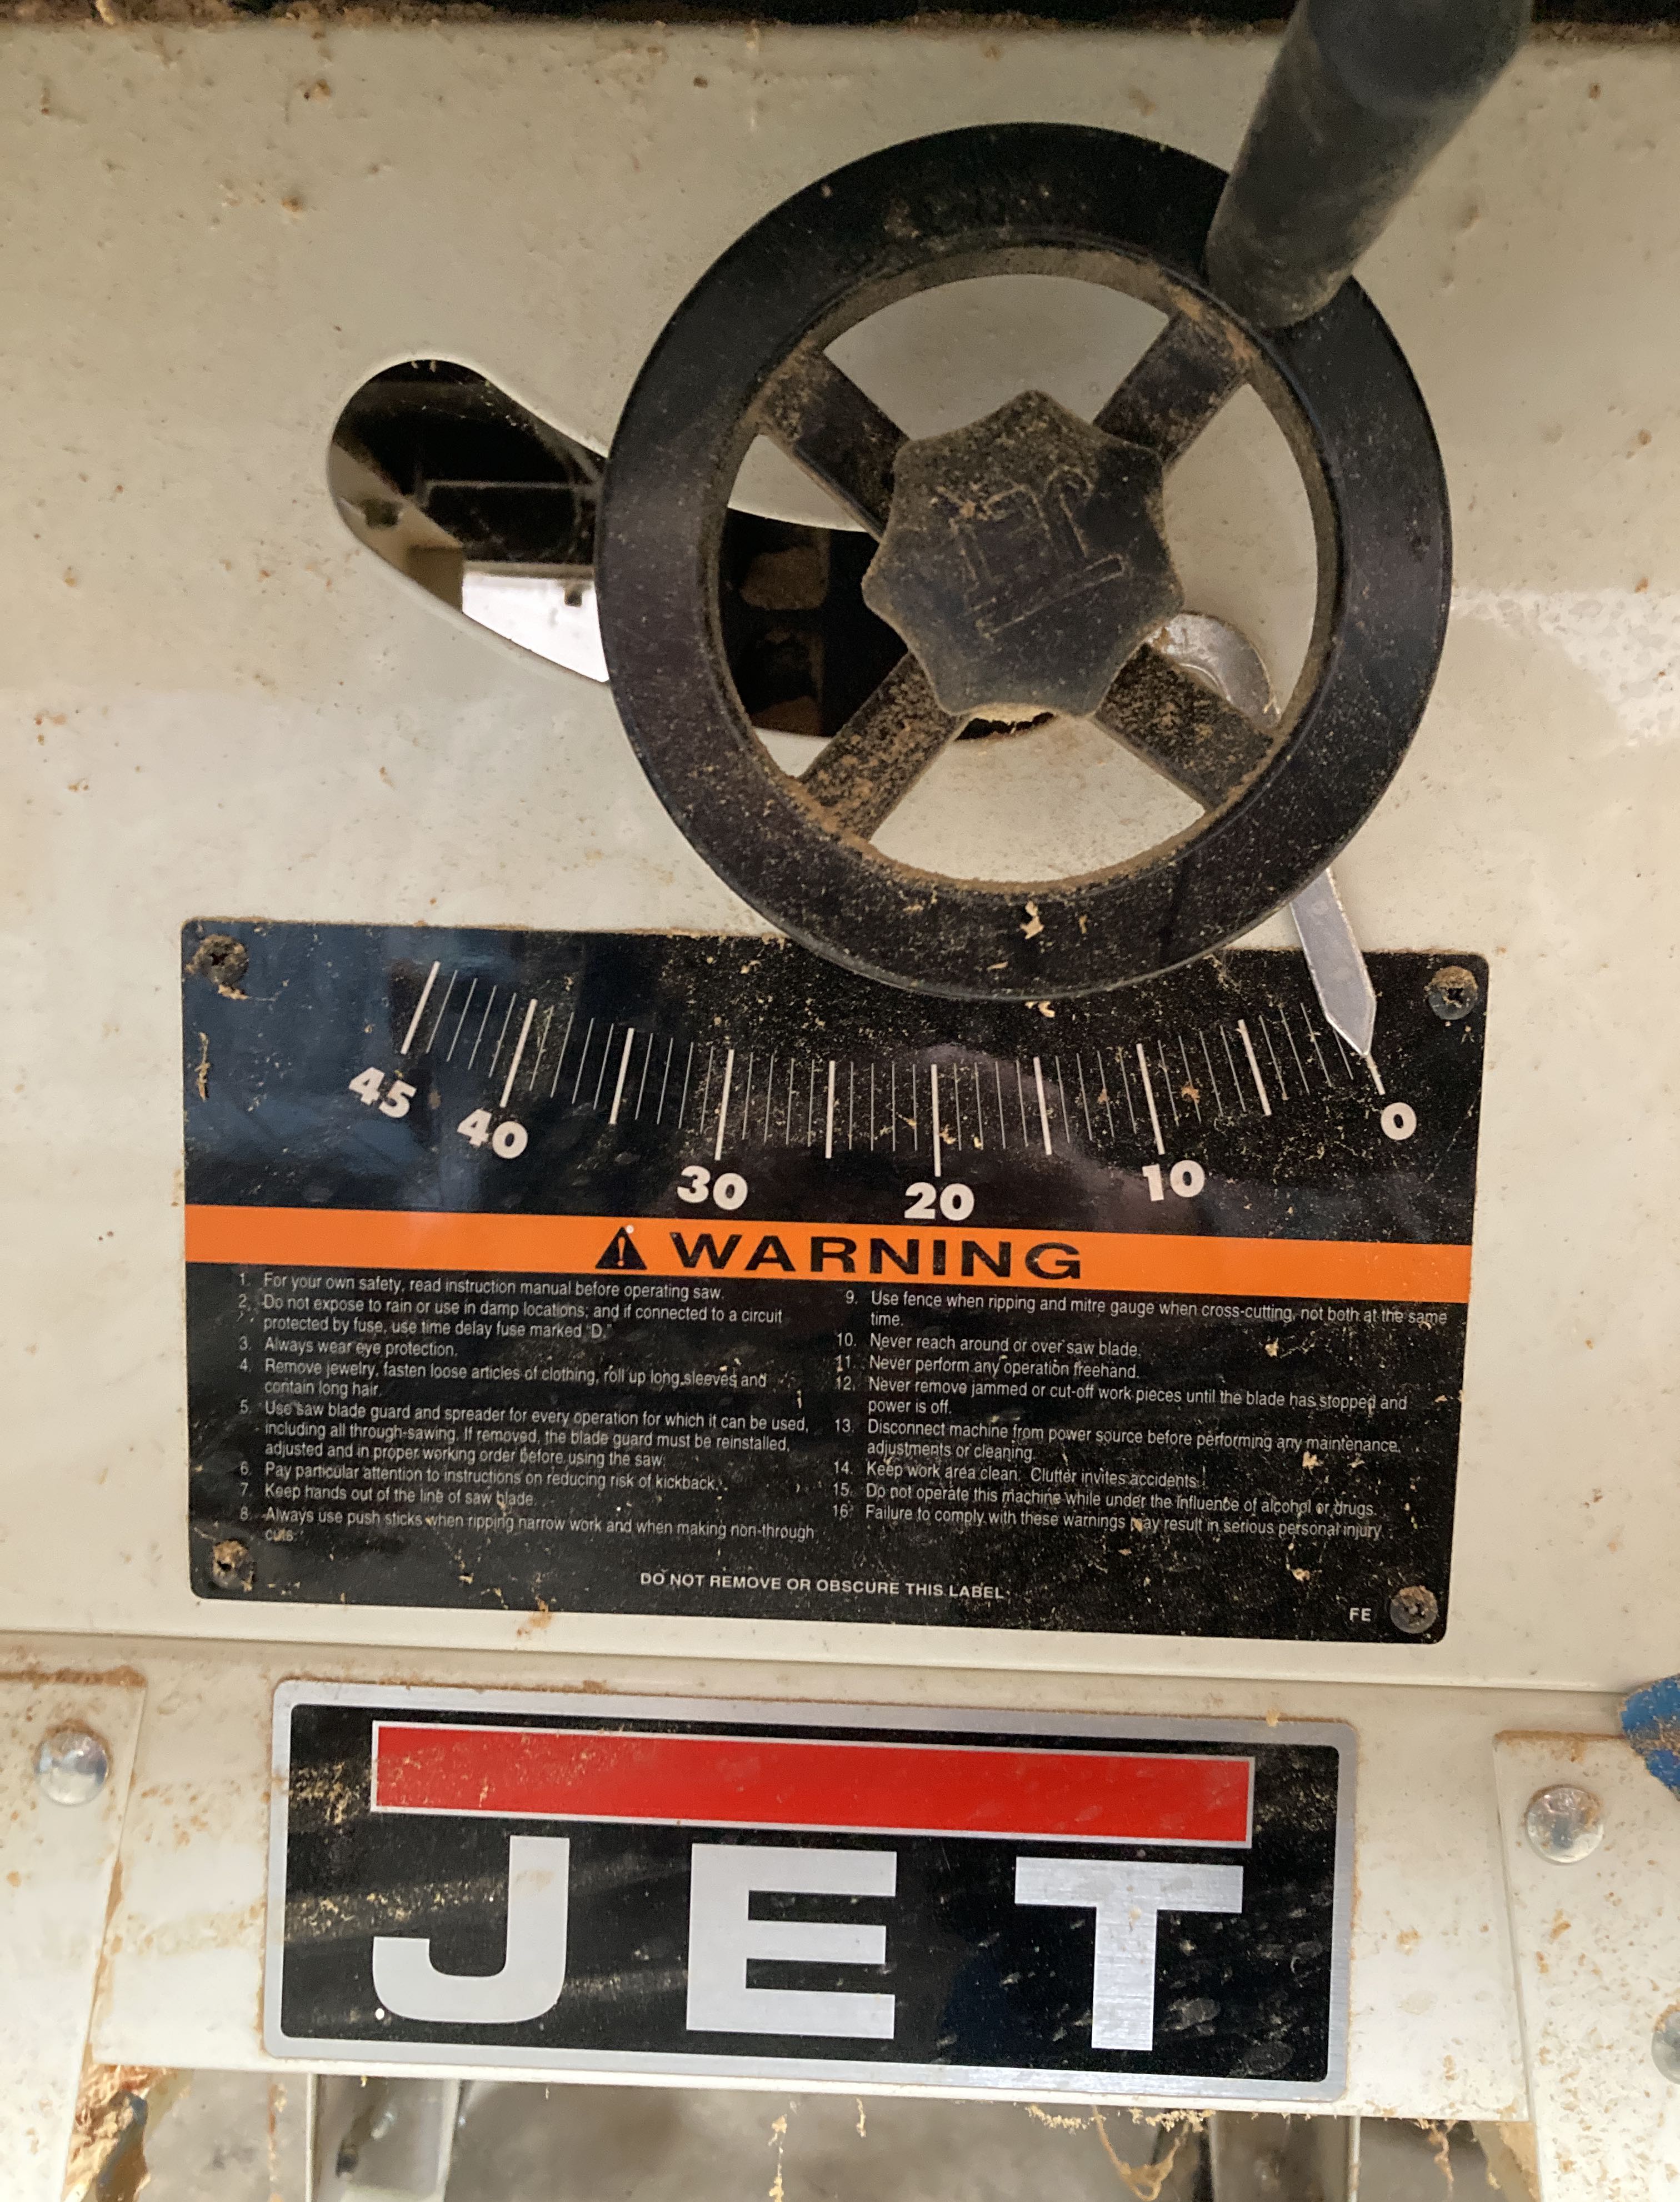 JET
45
40
30
20
10
0
WARNING
1. For your own safety, read instruction manual before operating saw.
2. Do not expose to rain or use in damp locations; and if connected to a circuit
protected by fuse, use time delay fuse marked "D."
3. Always wear eye protection.
4. Remove jewelry, fasten loose articles of clothing, roll up long sleeves and
contain long hair.
5. Use saw blade guard and spreader for every operation for which it can be used,
including all through-sawing. If removed, the blade guard must be reinstalled,
adjusted and in proper working order before using the saw.
6. Pay particular attention to instructions on reducing risk of kickback.
7. Keep hands out of the line of saw blade.
8. Always use push sticks when ripping narrow work and when making non-through
cuts.
9. Use fence when ripping and mitre gauge when cross-cutting, not both at the same
time.
10. Never reach around or over saw blade.
11. Never perform any operation freehand.
12. Never remove jammed or cut-off work pieces until the blade has stopped and
power is off.
13. Disconnect machine from power source before performing any maintenance,
adjustments or cleaning.
14. Keep work area clean. Clutter invites accidents!
15. Do not operate this machine while under the influence of alcohol or drugs.
16. Failure to comply with these warnings may result in serious personal injury.
DO NOT REMOVE OR OBSCURE THIS LABEL.
FE
JET